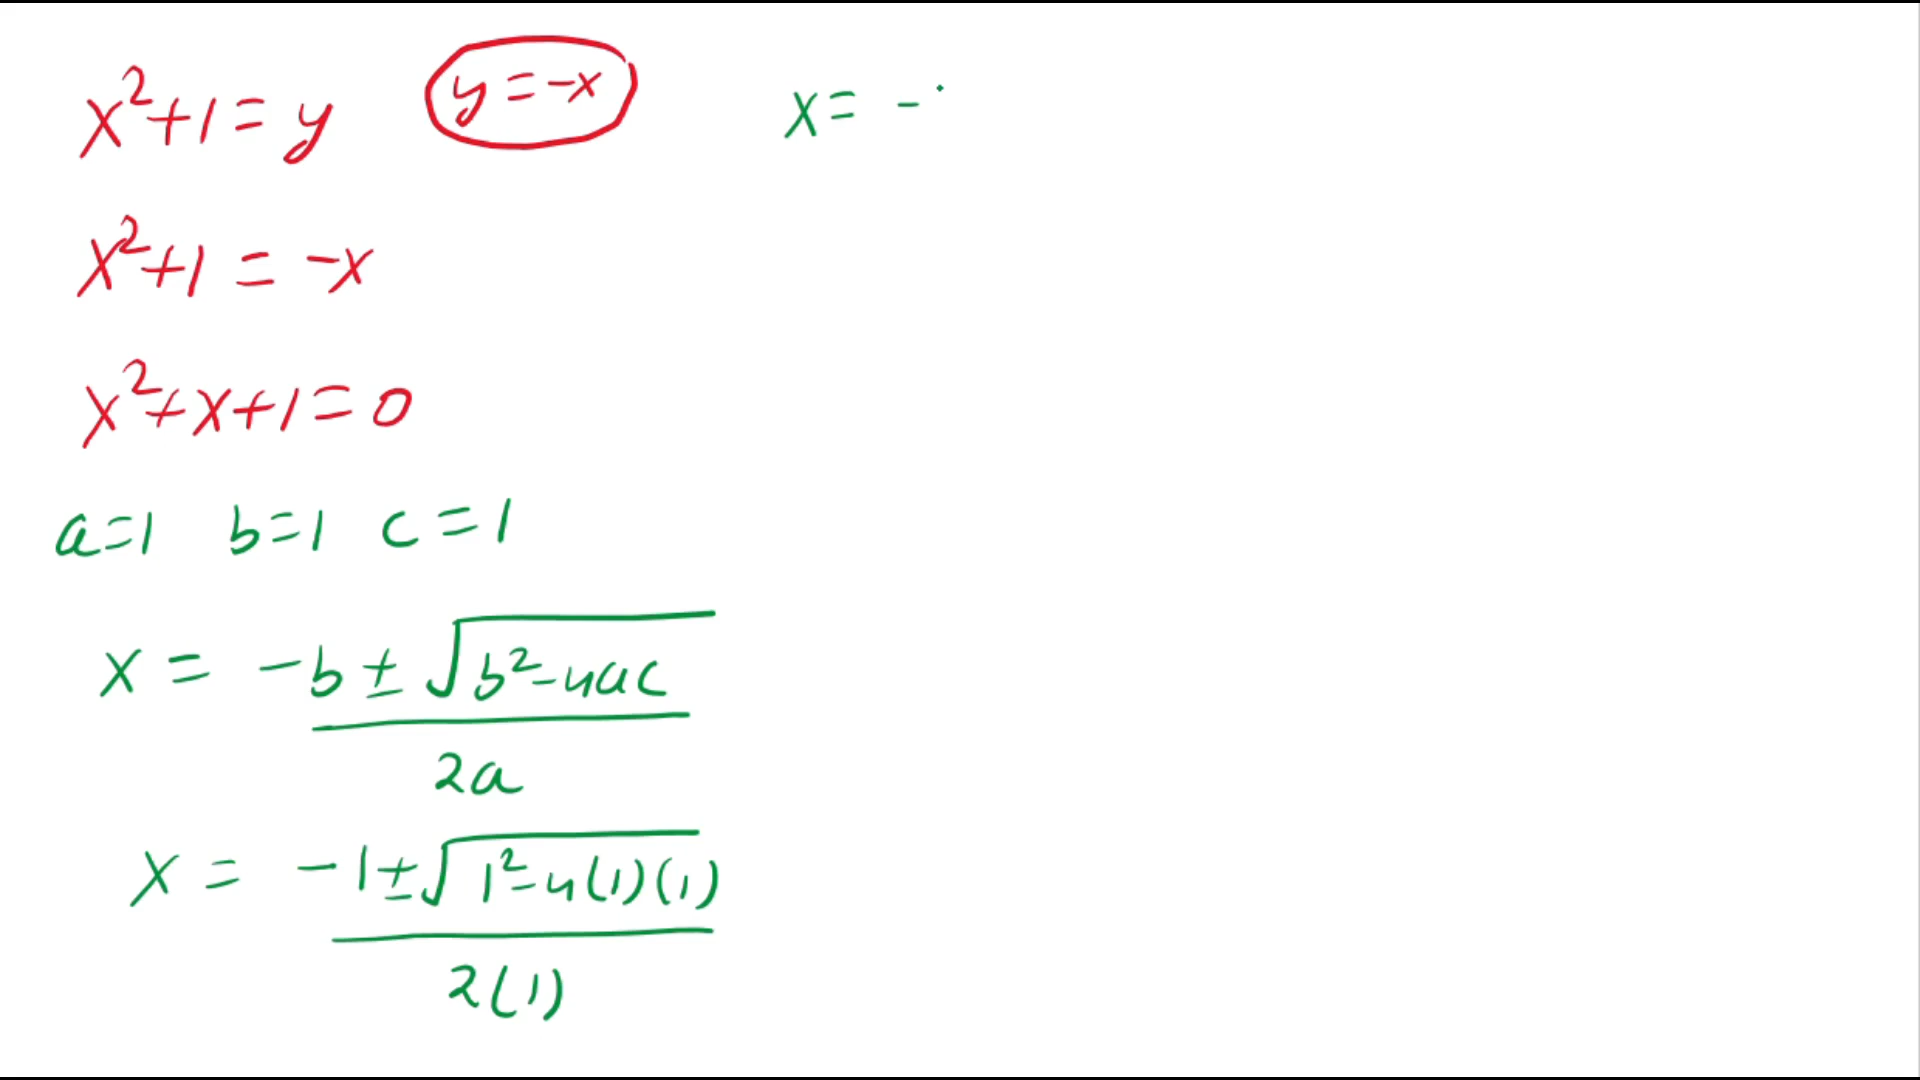 x²+1=y y=-x
x²+1=-x
x²+x+1=0
a=1 b=1 c=1
x = -b±√b²-4ac
2a
x = -1±√1²-4(1)(1)
2(1)
x= -